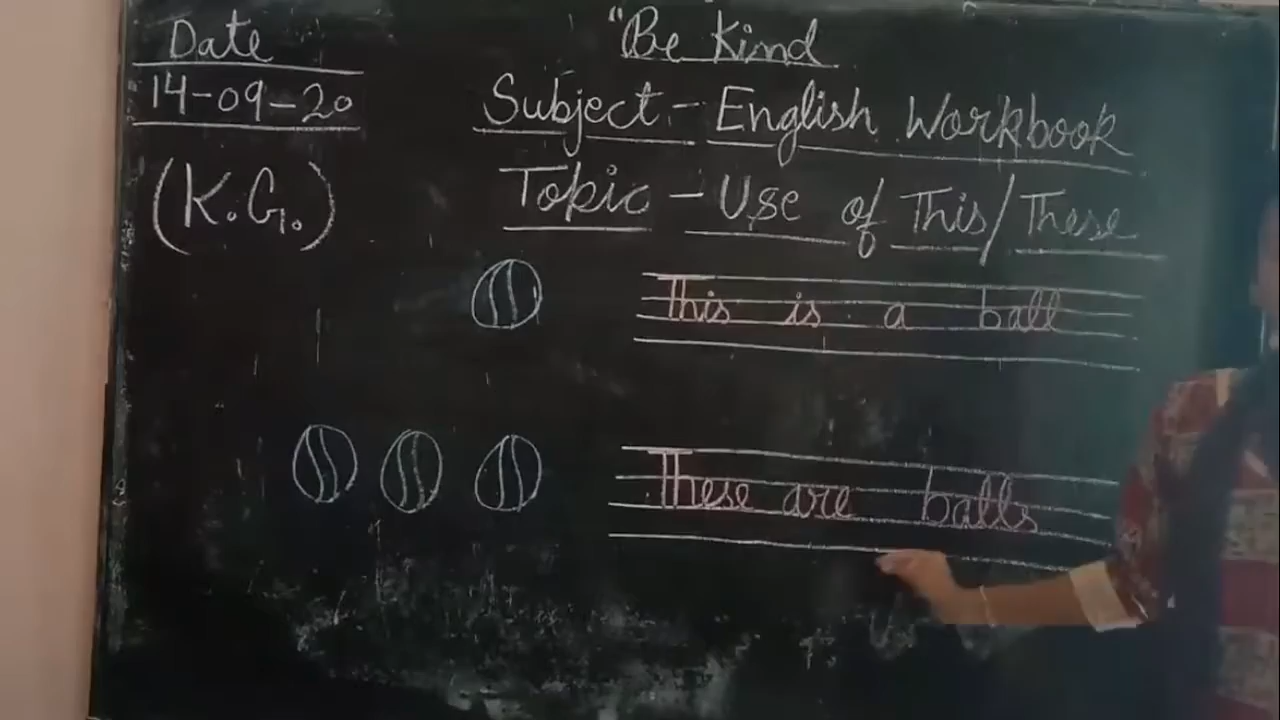 Date
14-09-20
(K.G.)
"Be Kind
Subject - English Workbook
Topic - Use of This/These
This is a ball
These are balls